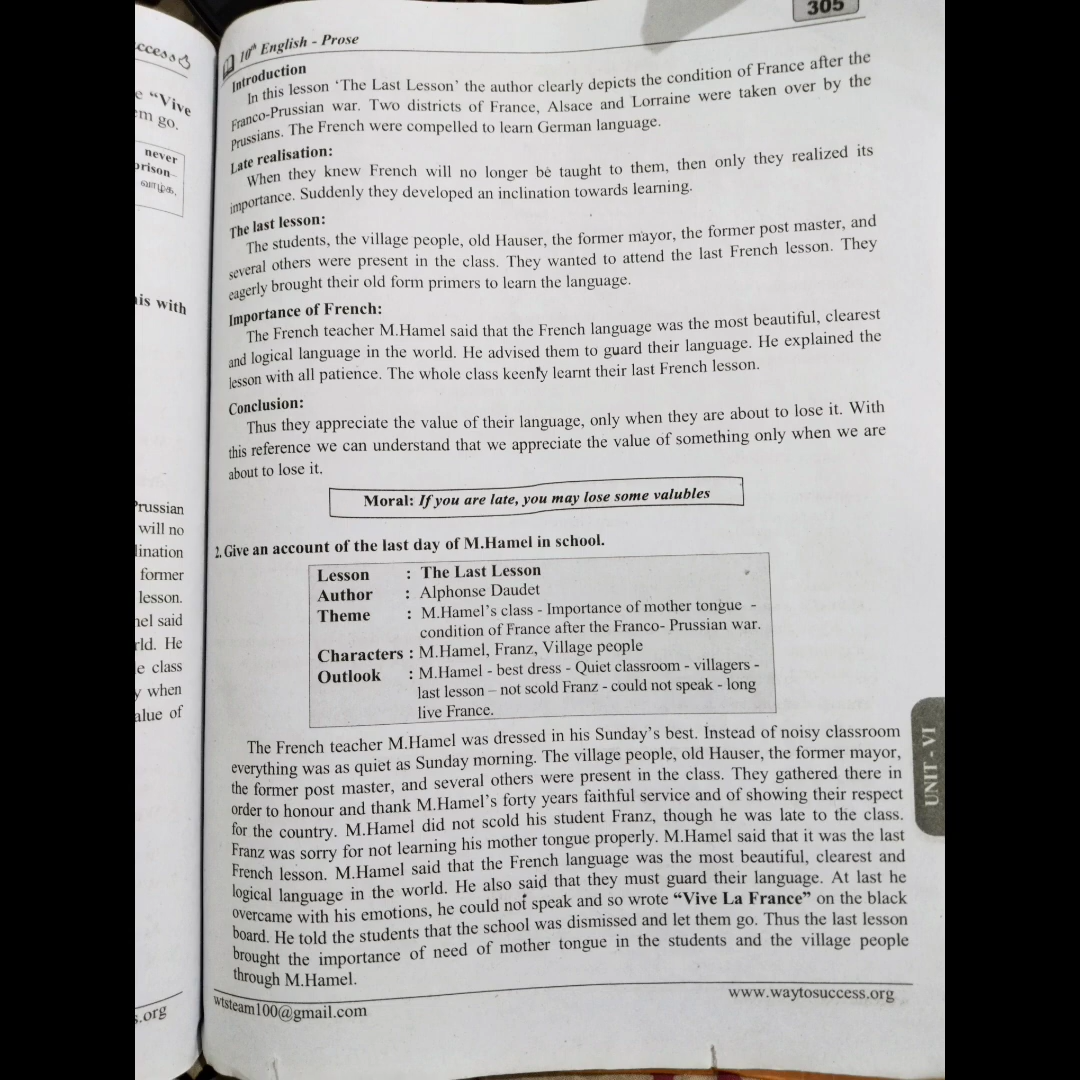 ccess
e “Vive
em go.
never
prison–
வாழ்க.
his with
Prussian
will no
lination
former
lesson.
nel said
rld. He
e class
y when
alue of
s.org
10th English - Prose
305
Introduction
In this lesson ‘The Last Lesson’ the author clearly depicts the condition of France after the
Franco-Prussian war. Two districts of France, Alsace and Lorraine were taken over by the
Prussians. The French were compelled to learn German language.
Late realisation:
When they knew French will no longer be taught to them, then only they realized its
importance. Suddenly they developed an inclination towards learning.
The last lesson:
The students, the village people, old Hauser, the former mayor, the former post master, and
several others were present in the class. They wanted to attend the last French lesson. They
eagerly brought their old form primers to learn the language.
Importance of French:
The French teacher M.Hamel said that the French language was the most beautiful, clearest
and logical language in the world. He advised them to guard their language. He explained the
lesson with all patience. The whole class keenly learnt their last French lesson.
Conclusion:
Thus they appreciate the value of their language, only when they are about to lose it. With
this reference we can understand that we appreciate the value of something only when we are
about to lose it.
Moral: If you are late, you may lose some valubles
2. Give an account of the last day of M.Hamel in school.
Lesson : The Last Lesson
Author : Alphonse Daudet
Theme : M.Hamel’s class - Importance of mother tongue -
condition of France after the Franco- Prussian war.
Characters : M.Hamel, Franz, Village people
Outlook : M.Hamel - best dress - Quiet classroom - villagers -
last lesson – not scold Franz - could not speak - long
live France.
The French teacher M.Hamel was dressed in his Sunday’s best. Instead of noisy classroom
everything was as quiet as Sunday morning. The village people, old Hauser, the former mayor,
the former post master, and several others were present in the class. They gathered there in
order to honour and thank M.Hamel’s forty years faithful service and of showing their respect
for the country. M.Hamel did not scold his student Franz, though he was late to the class.
Franz was sorry for not learning his mother tongue properly. M.Hamel said that it was the last
French lesson. M.Hamel said that the French language was the most beautiful, clearest and
logical language in the world. He also said that they must guard their language. At last he
overcame with his emotions, he could not speak and so wrote “Vive La France” on the black
board. He told the students that the school was dismissed and let them go. Thus the last lesson
brought the importance of need of mother tongue in the students and the village people
through M.Hamel.
UNIT - VI
wtsteam100@gmail.com
www.waytosuccess.org